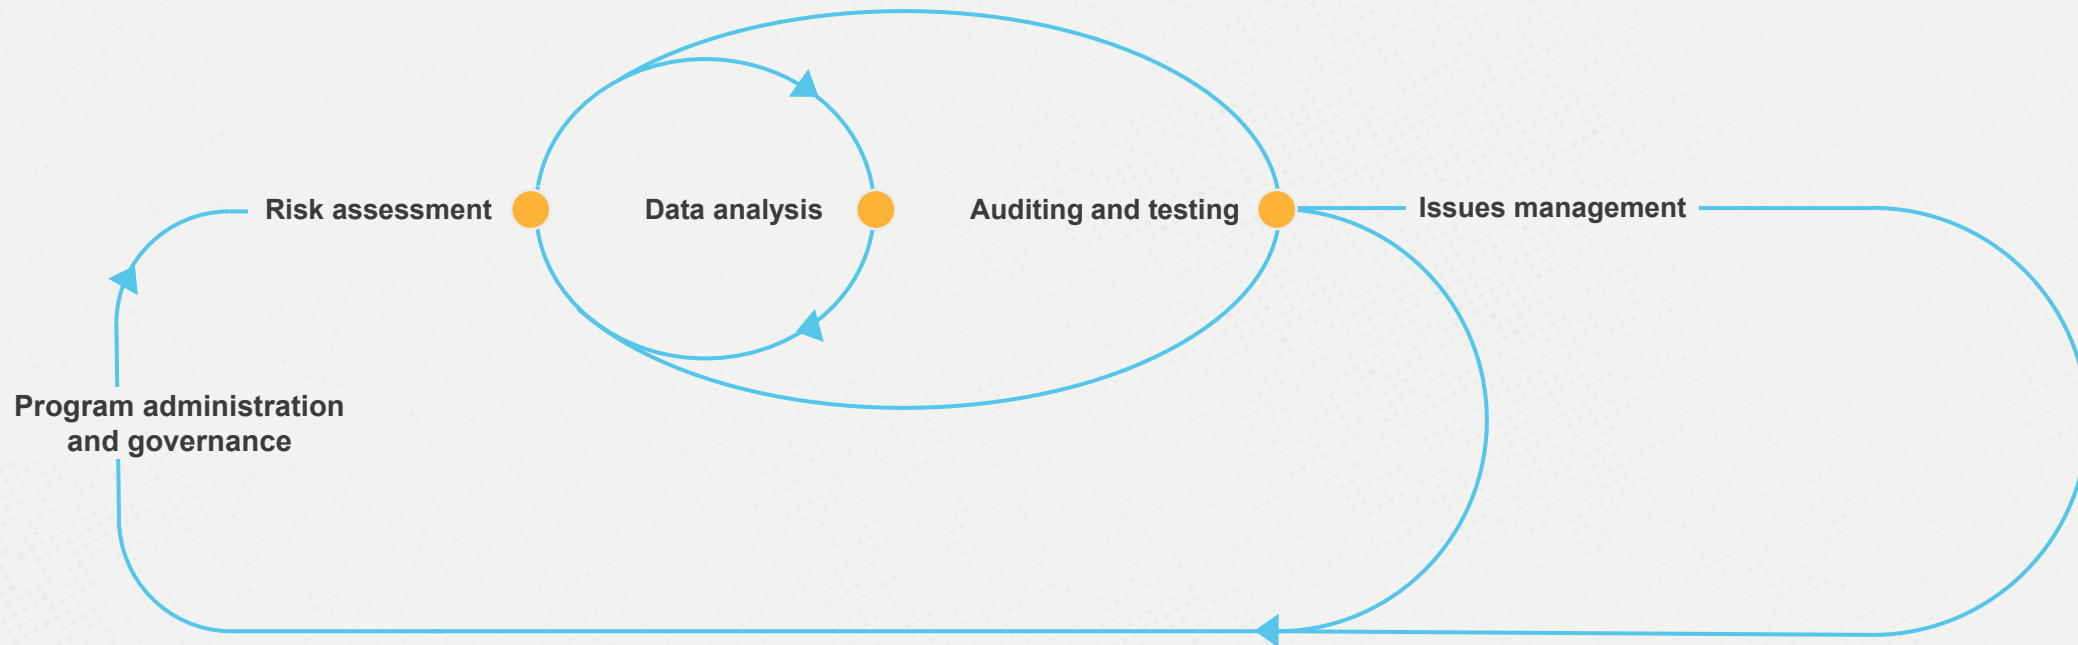 Risk assessment
Data analysis
Auditing and testing
Issues management
Program administration
and governance